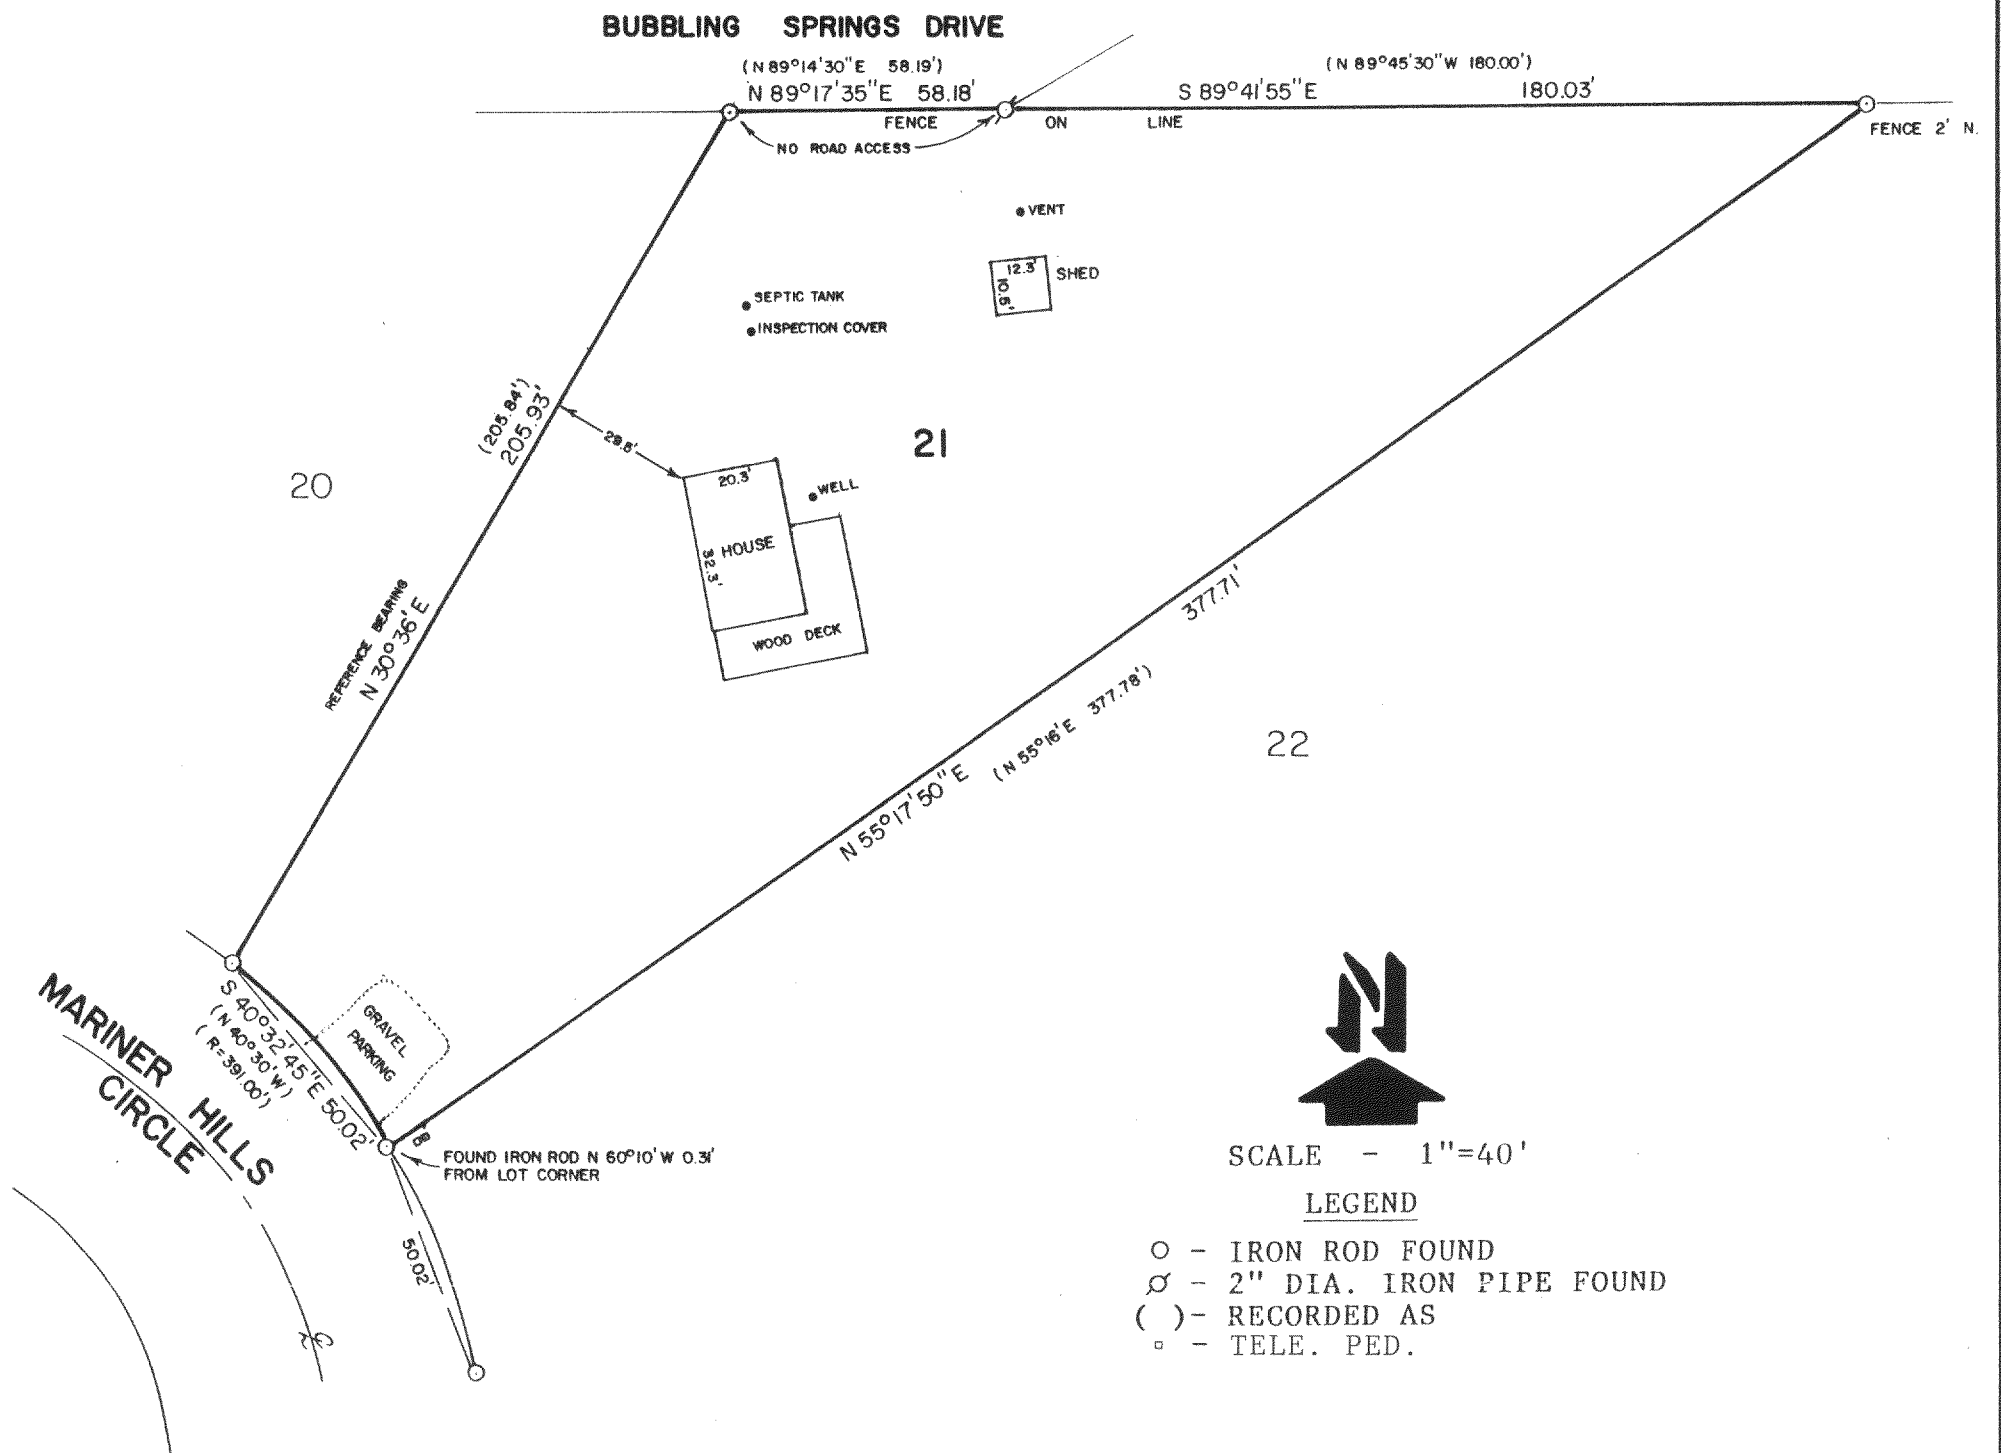 BUBBLING SPRINGS DRIVE
(N 89°14'30"E 58.19')
N 89°17'35"E 58.18'
(N 89°45'30"W 180.00')
S 89°41'55"E 180.03'
FENCE ON LINE
FENCE 2' N.
NO ROAD ACCESS
VENT
12.3'
10.5'
SHED
SEPTIC TANK
INSPECTION COVER
(205.84')
205.93'
29.5'
21
20
20.3'
WELL
HOUSE
32.3'
WOOD DECK
REFERENCE BEARING
N 30°36'E
377.71'
N 55°17'50"E
(N 55°16'E 377.78')
22
MARINER HILLS
CIRCLE
S 40°32'45"E 50.02'
(N 40°30'W)
(R=391.00')
GRAVEL
PARKING
FOUND IRON ROD N 60°10'W 0.31'
FROM LOT CORNER
50.02'
N
SCALE - 1"=40'
LEGEND
- IRON ROD FOUND
- 2" DIA. IRON PIPE FOUND
( )- RECORDED AS
- TELE. PED.